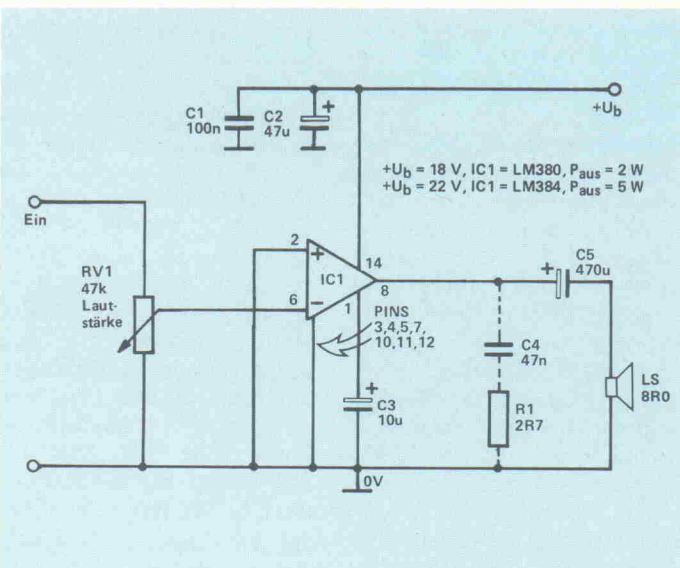 C1
100n
C2
47u
+
+Ub
+Ub = 18 V, IC1 = LM380, Paus = 2 W
+Ub = 22 V, IC1 = LM384, Paus = 5 W
Ein
RV1
47k
Laut-
stärke
2
+
6
−
IC1
14
8
1
PINS
3,4,5,7,
10,11,12
+
C3
10u
0V
+
C5
470u
C4
47n
R1
2R7
LS
8R0